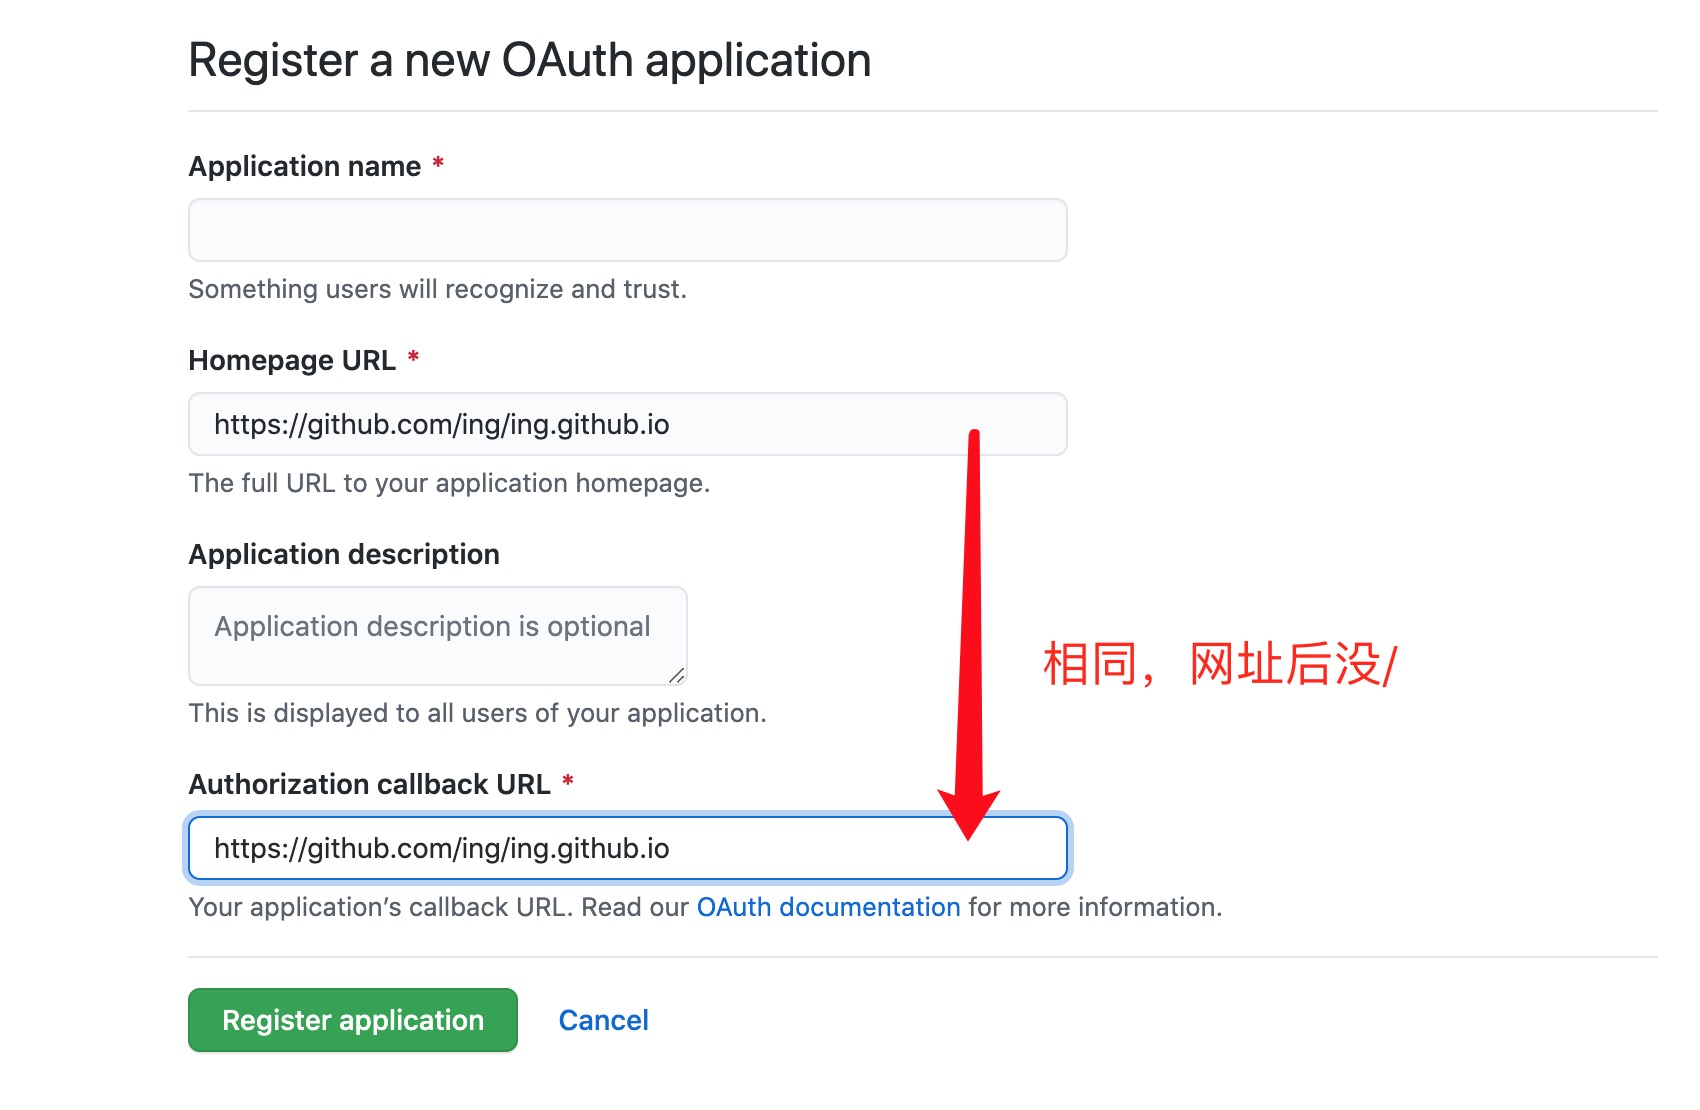 Register a new OAuth application
Application name *
Something users will recognize and trust.
Homepage URL *
https://github.com/ing/ing.github.io
The full URL to your application homepage.
Application description
Application description is optional
相同，网址后没/
This is displayed to all users of your application.
Authorization callback URL *
https://github.com/ing/ing.github.io
Your application’s callback URL. Read our OAuth documentation for more information.
Register application
Cancel